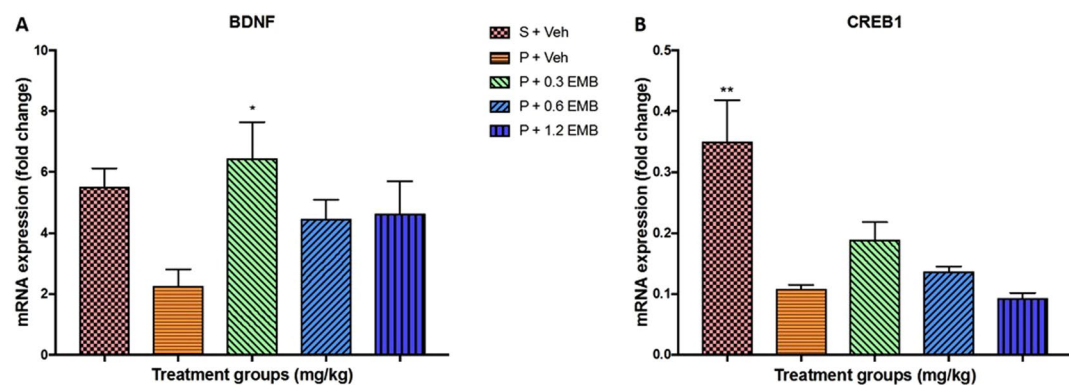 A
BDNF
mRNA expression (fold change)
10
8
6
4
2
0
*
Treatment groups (mg/kg)
S + Veh
P + Veh
P + 0.3 EMB
P + 0.6 EMB
P + 1.2 EMB
B
CREB1
mRNA expression (fold change)
0.5
0.4
0.3
0.2
0.1
0.0
**
Treatment groups (mg/kg)